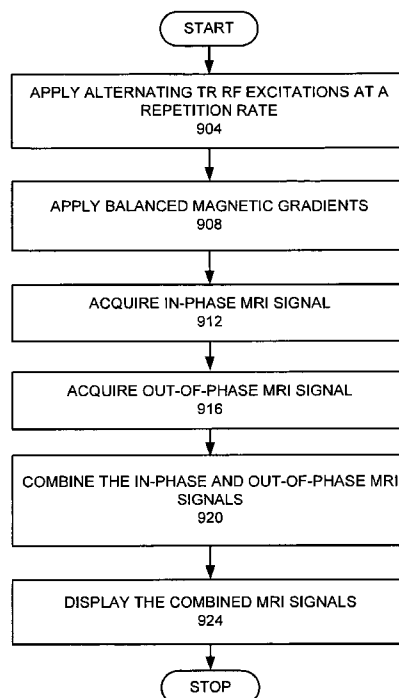 START
APPLY ALTERNATING TR RF EXCITATIONS AT A
REPETITION RATE
904
APPLY BALANCED MAGNETIC GRADIENTS
908
ACQUIRE IN-PHASE MRI SIGNAL
912
ACQUIRE OUT-OF-PHASE MRI SIGNAL
916
COMBINE THE IN-PHASE AND OUT-OF-PHASE MRI
SIGNALS
920
DISPLAY THE COMBINED MRI SIGNALS
924
STOP